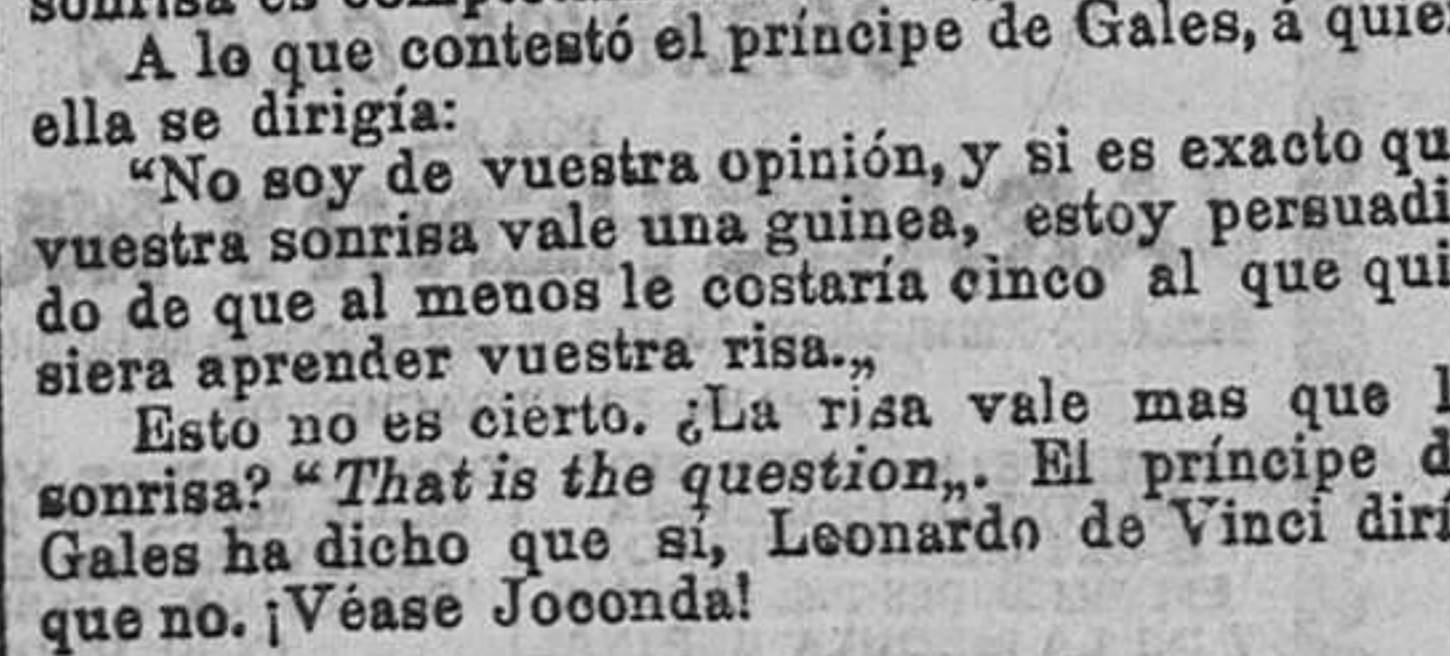 sonrisa es
A lo que contestó el príncipe de Gales, á quie
ella se dirigía:
“No soy de vuestra opinión, y si es exacto qu
vuestra sonrisa vale una guinea, estoy persuadi
do de que al menos le costaría cinco al que qui
siera aprender vuestra risa.„
Esto no es cierto. ¿La risa vale mas que l
sonrisa? “That is the question„. El príncipe d
Gales ha dicho que sí, Leonardo de Vinci dirí
que no. ¡Véase Joconda!